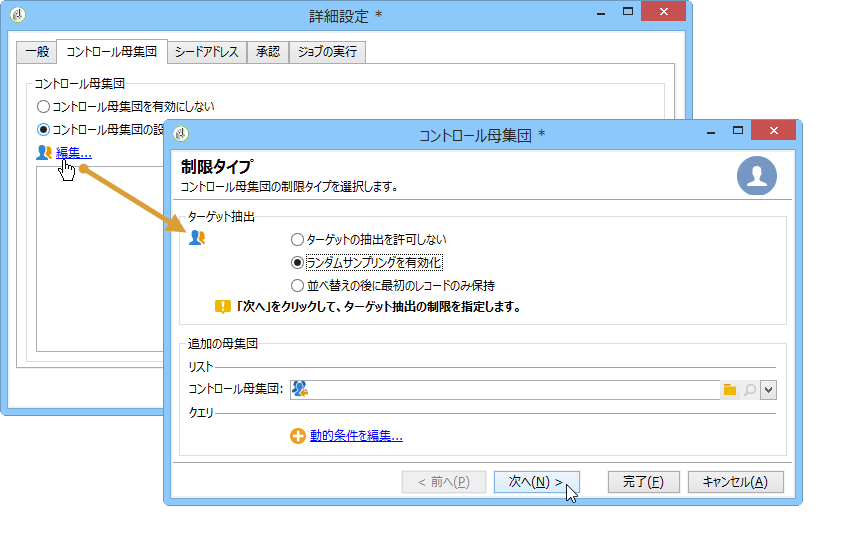 詳細設定 *
一般
コントロール母集団
シードアドレス
承認
ジョブの実行
コントロール母集団
コントロール母集団を有効にしない
コントロール母集団の設
編集...
コントロール母集団 *
制限タイプ
コントロール母集団の制限タイプを選択します。
ターゲット抽出
ターゲットの抽出を許可しない
ランダムサンプリングを有効化
並べ替えの後に最初のレコードのみ保持
「次へ」をクリックして、ターゲット抽出の制限を指定します。
追加の母集団
リスト
コントロール母集団:
クエリ
動的条件を編集...
< 前へ(P)
次へ(N) >
完了(F)
キャンセル(A)